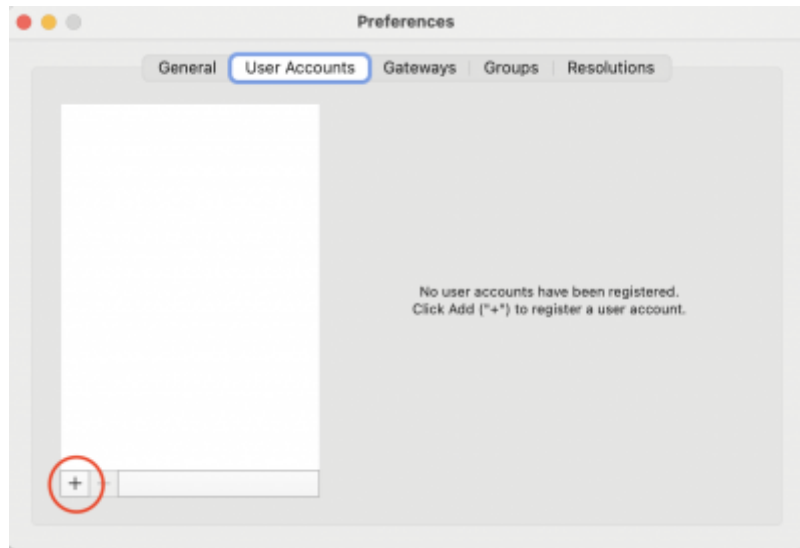 Preferences
General User Accounts Gateways Groups Resolutions
No user accounts have been registered.
Click Add ("+") to register a user account.
+ -